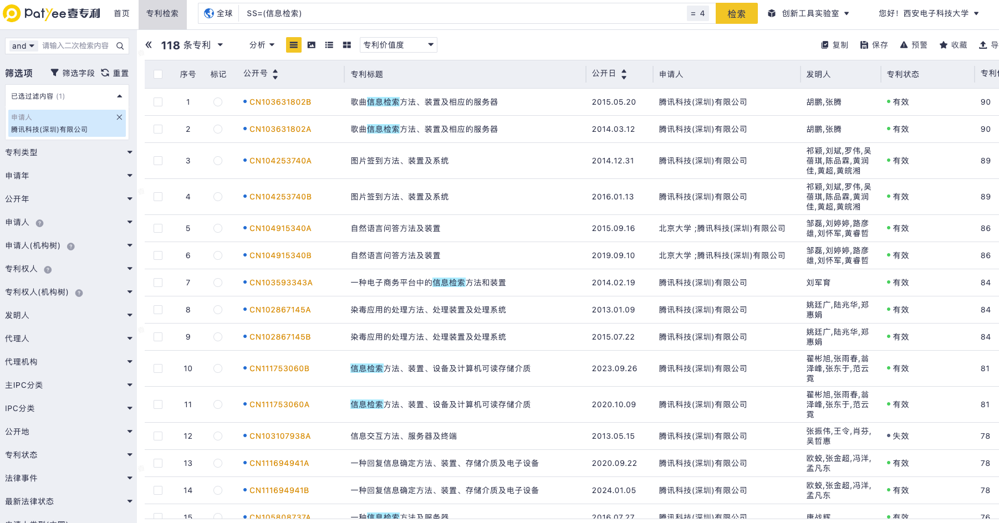 Patyee壹专利 首页 专利检索 全球 SS=(信息检索) = 4 检索 创新工具实验室 您好! 西安电子科技大学
and 请输入二次检索内容
118 条专利 分析 专利价值度 复制 保存 预警 收藏 导
筛选项 筛选字段 重置
已选过滤内容 (1)
申请人
腾讯科技(深圳)有限公司
专利类型
申请年
公开年
申请人 ?
申请人(机构树) ?
专利权人 ?
专利权人(机构树) ?
发明人
代理人
代理机构
主IPC分类
IPC分类
公开地
专利状态
法律事件
最新法律状态
序号 标记 公开号 专利标题 公开日 申请人 发明人 专利状态
1 CN103631802B 歌曲信息检索方法、装置及相应的服务器 2015.05.20 腾讯科技(深圳)有限公司 胡鹏,张腾 有效 90
2 CN103631802A 歌曲信息检索方法、装置及相应的服务器 2014.03.12 腾讯科技(深圳)有限公司 胡鹏,张腾 有效 90
3 CN104253740A 图片签到方法、装置及系统 2014.12.31 腾讯科技(深圳)有限公司 祁颖,刘斌,罗伟,吴
蓓琪,陈品霖,黄润
佳,黄超,黄皖湘 有效 89
4 CN104253740B 图片签到方法、装置及系统 2016.01.13 腾讯科技(深圳)有限公司 祁颖,刘斌,罗伟,吴
蓓琪,陈品霖,黄润
佳,黄超,黄皖湘 有效 89
5 CN104915340A 自然语言问答方法及装置 2015.09.16 北京大学 ;腾讯科技(深圳)有限公司 邹磊,刘婷婷,路彦
雄,刘怀军,黄睿哲 有效 86
6 CN104915340B 自然语言问答方法及装置 2019.09.10 北京大学 ;腾讯科技(深圳)有限公司 邹磊,刘婷婷,路彦
雄,刘怀军,黄睿哲 有效 86
7 CN103593343A 一种电子商务平台中的信息检索方法和装置 2014.02.19 腾讯科技(深圳)有限公司 刘军育 有效 84
8 CN102867145A 染毒应用的处理方法、处理装置及处理系统 2013.01.09 腾讯科技(深圳)有限公司 姚廷广,陆兆华,郑
惠娟 有效 84
9 CN102867145B 染毒应用的处理方法、处理装置及处理系统 2015.07.22 腾讯科技(深圳)有限公司 姚廷广,陆兆华,郑
惠娟 有效 84
10 CN111753060B 信息检索方法、装置、设备及计算机可读存储介质 2023.09.26 腾讯科技(深圳)有限公司 翟彬旭,张雨春,翁
泽峰,张东于,范云
霓 有效 81
11 CN111753060A 信息检索方法、装置、设备及计算机可读存储介质 2020.10.09 腾讯科技(深圳)有限公司 翟彬旭,张雨春,翁
泽峰,张东于,范云
霓 有效 81
12 CN103107938A 信息交互方法、服务器及终端 2013.05.15 腾讯科技(深圳)有限公司 张振伟,王令,肖芬,
吴哲惠 失效 78
13 CN111694941A 一种回复信息确定方法、装置、存储介质及电子设备 2020.09.22 腾讯科技(深圳)有限公司 欧蛟,张金超,冯洋,
孟凡东 有效 78
14 CN111694941B 一种回复信息确定方法、装置、存储介质及电子设备 2024.01.05 腾讯科技(深圳)有限公司 欧蛟,张金超,冯洋,
孟凡东 有效 78
15 CN105808737A 一种信息检索方法及服务器 2016.07.27 腾讯科技(深圳)有限公司 唐战辉 有效 76